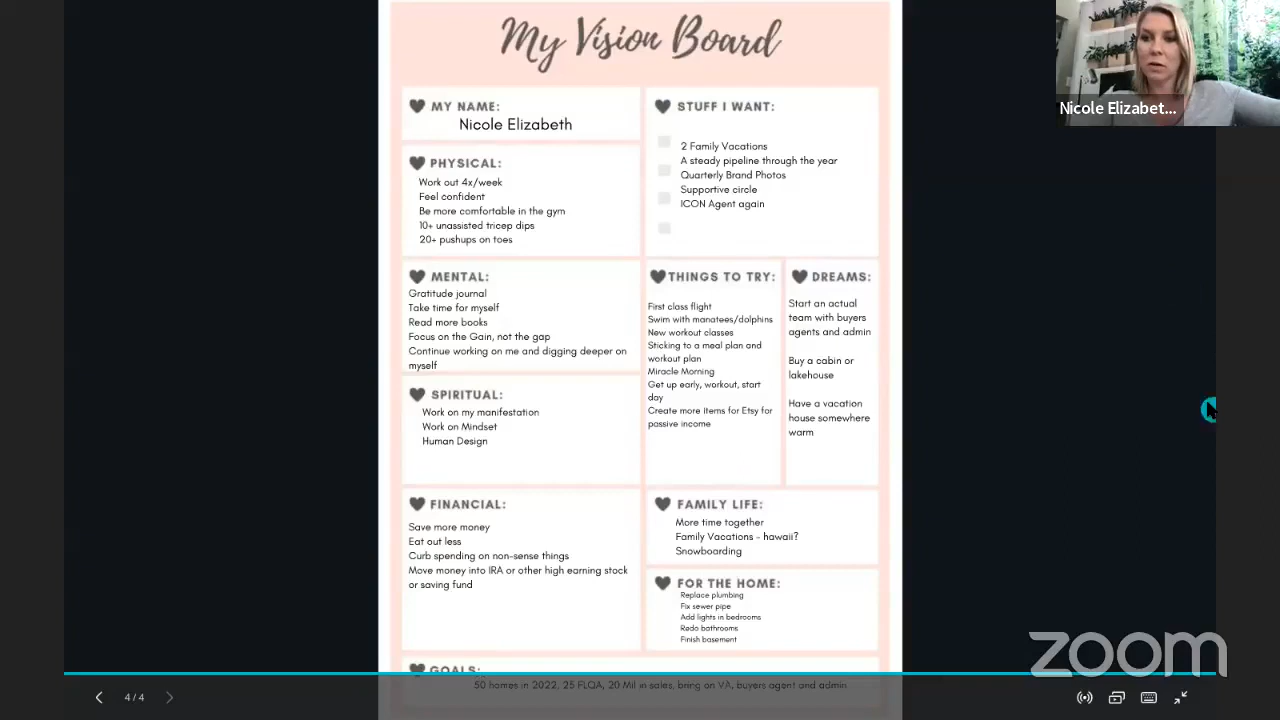 My Vision Board
MY NAME:
Nicole Elizabeth
PHYSICAL:
Work out 4x/week
Feel confident
Be more comfortable in the gym
10+ unassisted tricep dips
20+ pushups on toes
MENTAL:
Gratitude journal
Take time for myself
Read more books
Focus on the Gain, not the gap
Continue working on me and digging deeper on
myself
SPIRITUAL:
Work on my manifestation
Work on Mindset
Human Design
FINANCIAL:
Save more money
Eat out less
Curb spending on non-sense things
Move money into IRA or other high earning stock
or saving fund
STUFF I WANT:
2 Family Vacations
A steady pipeline through the year
Quarterly Brand Photos
Supportive circle
ICON Agent again
THINGS TO TRY:
First class flight
Swim with manatees/dolphins
New workout classes
Sticking to a meal plan and
workout plan
Miracle Morning
Get up early, workout, start
day
Create more items for Etsy for
passive income
DREAMS:
Start an actual
team with buyers
agents and admin
Buy a cabin or
lakehouse
Have a vacation
house somewhere
warm
FAMILY LIFE:
More time together
Family Vacations - hawaii?
Snowboarding
FOR THE HOME:
Replace plumbing
Fix sewer pipe
Add lights in bedrooms
Redo bathrooms
Finish basement
GOALS:
50 homes in 2022, 25 FLQA, 20 Mil in sales, bring on VA, buyers agent and admin
Nicole Elizabet...
zoom
4/4